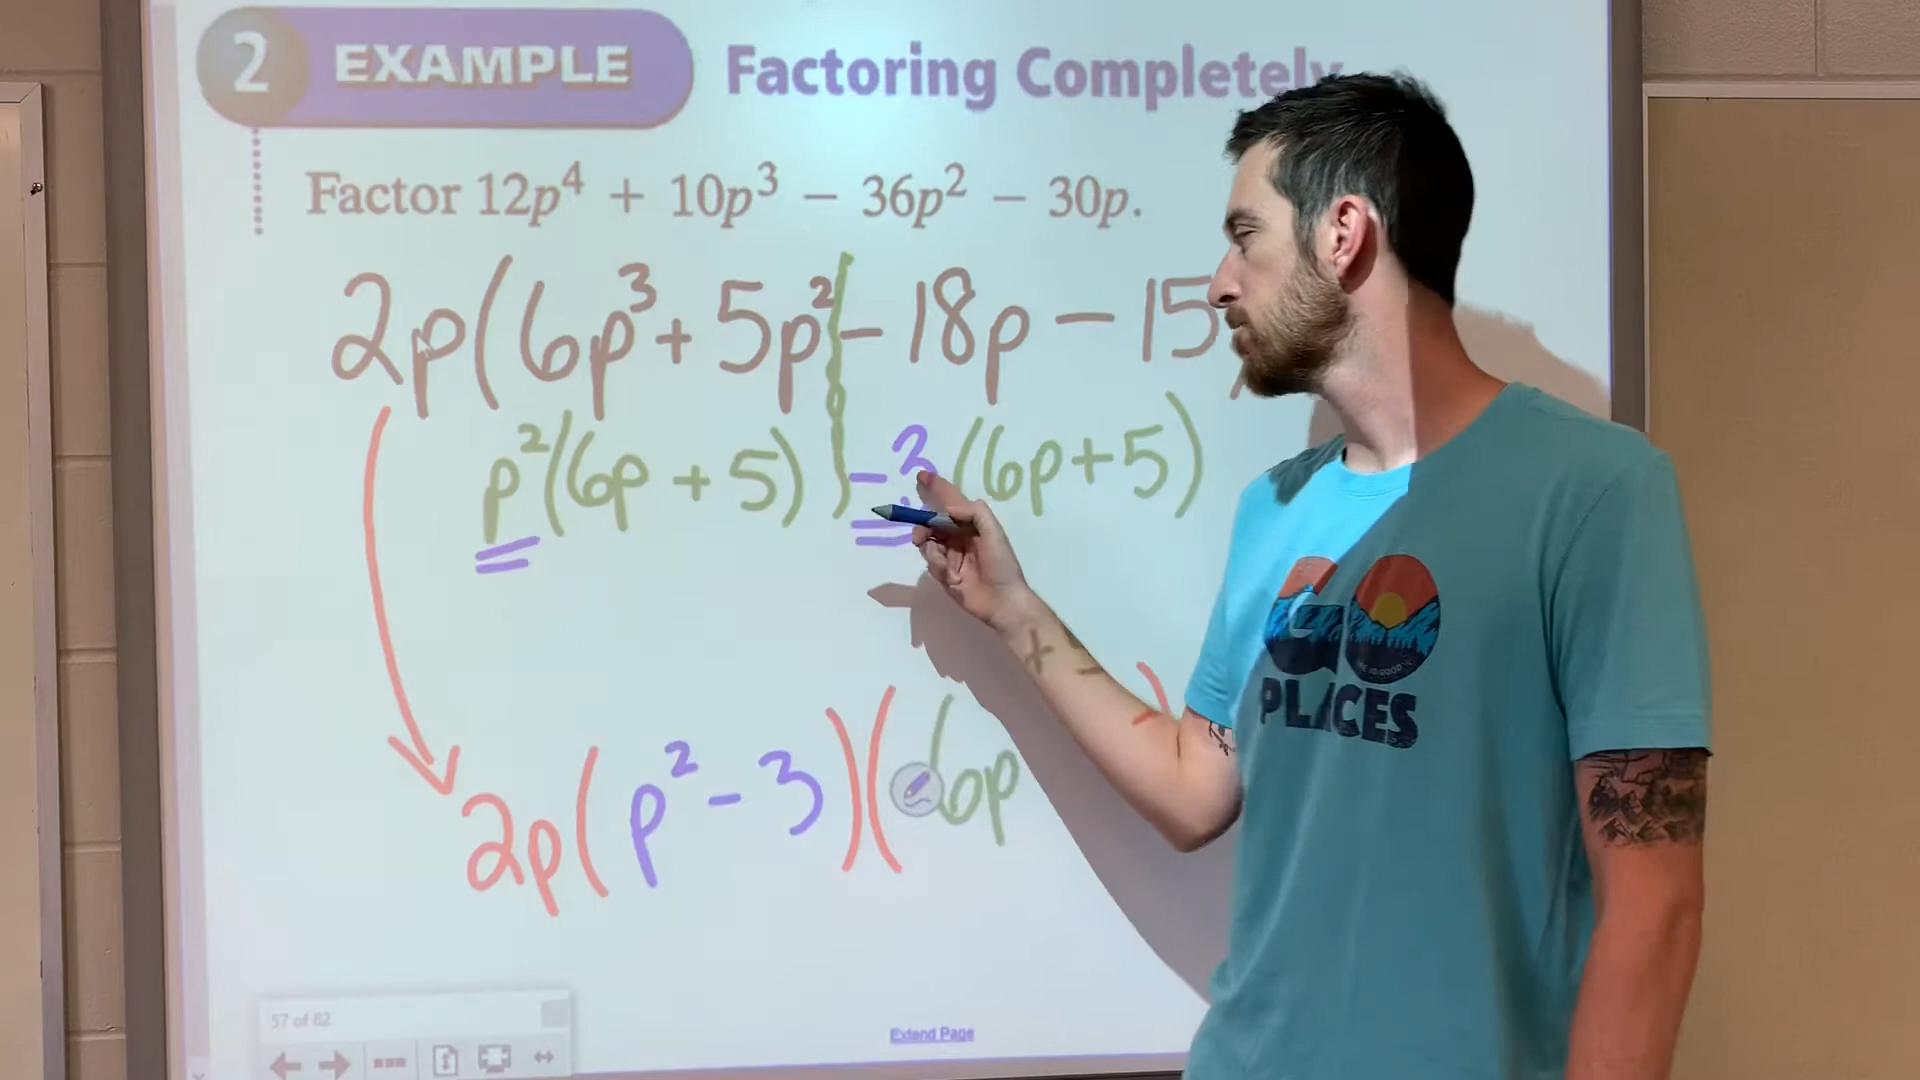 2 EXAMPLE Factoring Completely
Factor 12p⁴ + 10p³ − 36p² − 30p.
2p(6p³ + 5p² − 18p − 15)
p²(6p + 5) ) −3(6p + 5)
2p(p² − 3)(6p + 5)
GO
PLACES
57 of 62
Extend Page